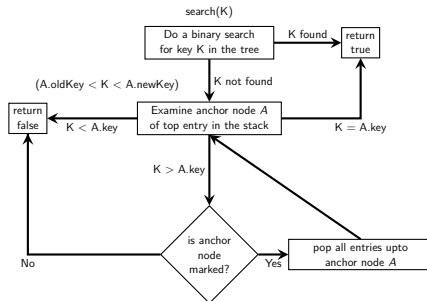 search(K)
Do a binary search
for key K in the tree
K found
return
true
K not found
(A.oldKey < K < A.newKey)
return
false
K < A.key
Examine anchor node A
of top entry in the stack
K = A.key
K > A.key
is anchor
node
marked?
No
Yes
pop all entries upto
anchor node A